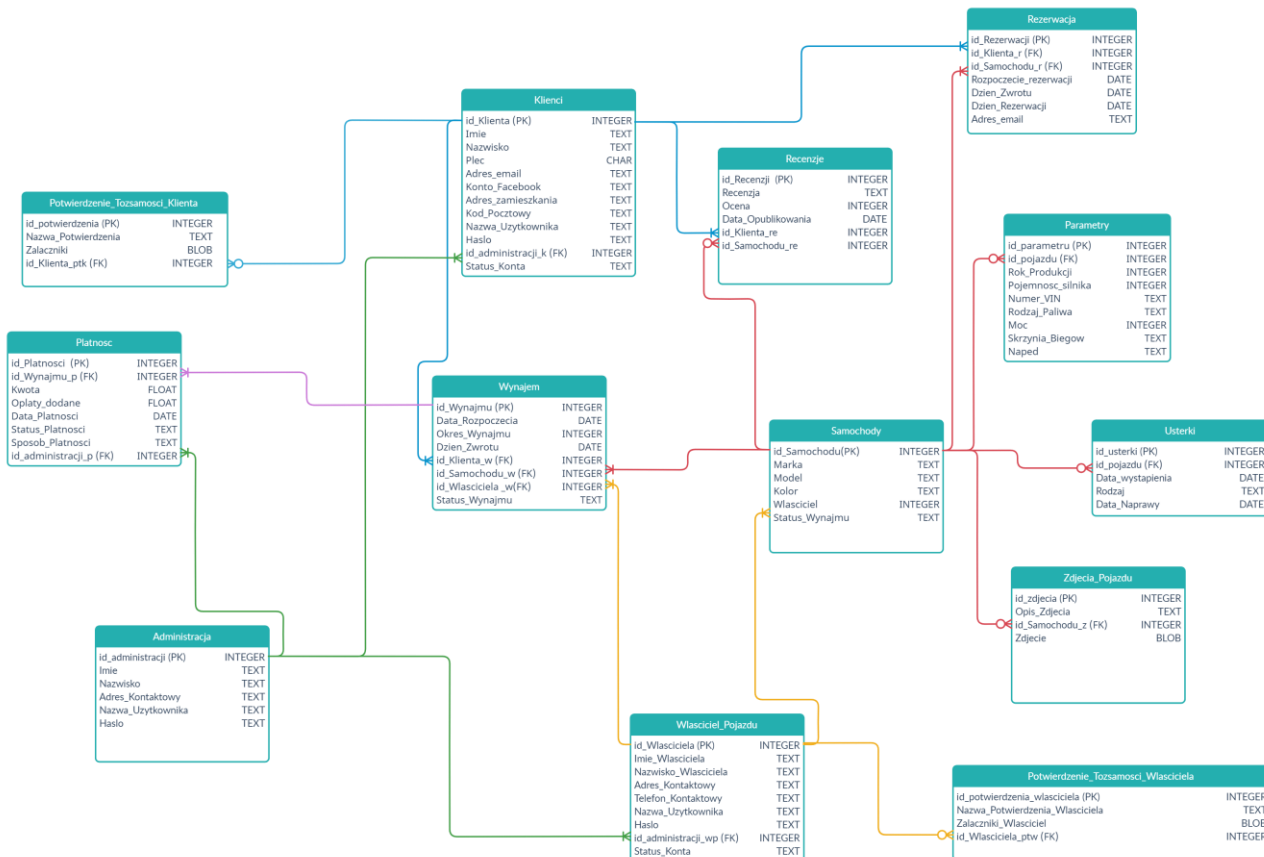 Rezerwacja
id_Rezerwacji (PK) INTEGER
id_Klienta_r (FK) INTEGER
id_Samochodu_r (FK) INTEGER
Rozpoczecie_rezerwacji DATE
Dzien_Zwrotu DATE
Dzien_Rezerwacji DATE
Adres_email TEXT
Klienci
id_Klienta (PK) INTEGER
Imie TEXT
Nazwisko TEXT
Plec CHAR
Adres_email TEXT
Konto_Facebook TEXT
Adres_zamieszkania TEXT
Kod_Pocztowy TEXT
Nazwa_Uzytkownika TEXT
Haslo TEXT
id_administracji_k (FK) INTEGER
Status_Konta TEXT
Recenzje
id_Recenzji (PK) INTEGER
Recenzja TEXT
Ocena INTEGER
Data_Opublikowania DATE
id_Klienta_re INTEGER
id_Samochodu_re INTEGER
Potwierdzenie_Tozsamosci_Klienta
id_potwierdzenia (PK) INTEGER
Nazwa_Potwierdzenia TEXT
Zalaczniki BLOB
id_Klienta_ptk (FK) INTEGER
Parametry
id_parametru (PK) INTEGER
id_pojazdu (FK) INTEGER
Rok_Produkcji INTEGER
Pojemnosc_silnika INTEGER
Numer_VIN TEXT
Rodzaj_Paliwa TEXT
Moc INTEGER
Skrzynia_Biegow TEXT
Naped TEXT
Platnosc
id_Platnosci (PK) INTEGER
id_Wynajmu_p (FK) INTEGER
Kwota FLOAT
Oplaty_dodane FLOAT
Data_Platnosci DATE
Status_Platnosci TEXT
Sposob_Platnosci TEXT
id_administracji_p (FK) INTEGER
Wynajem
id_Wynajmu (PK) INTEGER
Data_Rozpoczecia DATE
Okres_Wynajmu INTEGER
Dzien_Zwrotu DATE
id_Klienta_w (FK) INTEGER
id_Samochodu_w (FK) INTEGER
id_Wlasciciela _w(FK) INTEGER
Status_Wynajmu TEXT
Samochody
id_Samochodu(PK) INTEGER
Marka TEXT
Model TEXT
Kolor TEXT
Wlasciciel INTEGER
Status_Wynajmu TEXT
Usterki
id_usterki (PK) INTEGER
id_pojazdu (FK) INTEGER
Data_wystapienia DATE
Rodzaj TEXT
Data_Naprawy DATE
Zdjecia_Pojazdu
id_zdjecia (PK) INTEGER
Opis_Zdjecia TEXT
id_Samochodu_z (FK) INTEGER
Zdjecie BLOB
Administracja
id_administracji (PK) INTEGER
Imie TEXT
Nazwisko TEXT
Adres_Kontaktowy TEXT
Nazwa_Uzytkownika TEXT
Haslo TEXT
Wlasciciel_Pojazdu
id_Wlasciciela (PK) INTEGER
Imie_Wlasciciela TEXT
Nazwisko_Wlasciciela TEXT
Adres_Kontaktowy TEXT
Telefon_Kontaktowy TEXT
Nazwa_Uzytkownika TEXT
Haslo TEXT
id_administracji_wp (FK) INTEGER
Status_Konta TEXT
Potwierdzenie_Tozsamosci_Wlasciciela
id_potwierdzenia_wlasciciela (PK) INTEGER
Nazwa_Potwierdzenia_Wlasciciela TEXT
Zalaczniki_Wlasciciel BLOB
id_Wlasciciela_ptw (FK) INTEGER